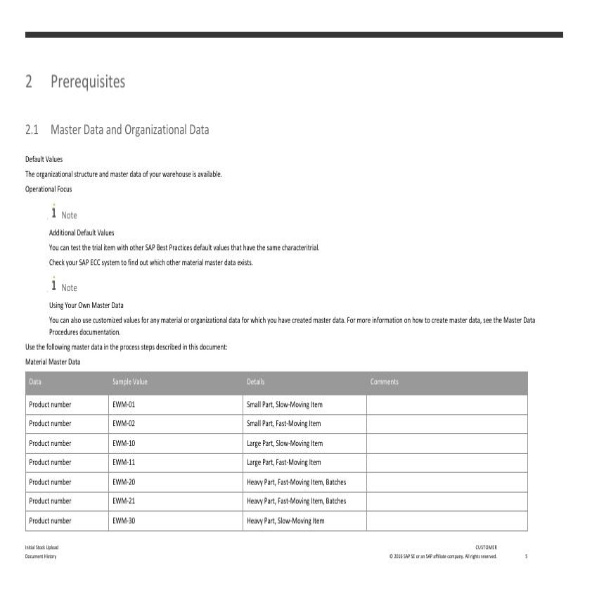 2 Prerequisites
2.1 Master Data and Organizational Data
Default Values
The organizational structure and master data of your warehouse is available.
Operational Focus
i Note
Additional Default Values
You can test the trial item with other SAP Best Practices default values that have the same charactertrial.
Check your SAP ECC system to find out which other material master data exists.
i Note
Using Your Own Master Data
You can also use customized values for any material or organizational data for which you have created master data. For more information on how to create master data, see the Master Data
Procedures documentation.
Use the following master data in the process steps described in this document:
Material Master Data
Data Sample Value Details Comments
Product number EWM-01 Small Part, Slow-Moving Item
Product number EWM-02 Small Part, Fast-Moving Item
Product number EWM-10 Large Part, Slow-Moving Item
Product number EWM-11 Large Part, Fast-Moving Item
Product number EWM-20 Heavy Part, Fast-Moving Item, Batches
Product number EWM-21 Heavy Part, Fast-Moving Item, Batches
Product number EWM-30 Heavy Part, Slow-Moving Item
Initial Stock Upload CUSTOMER
Document History © 2016 SAP SE or an SAP affiliate company. All rights reserved. 5